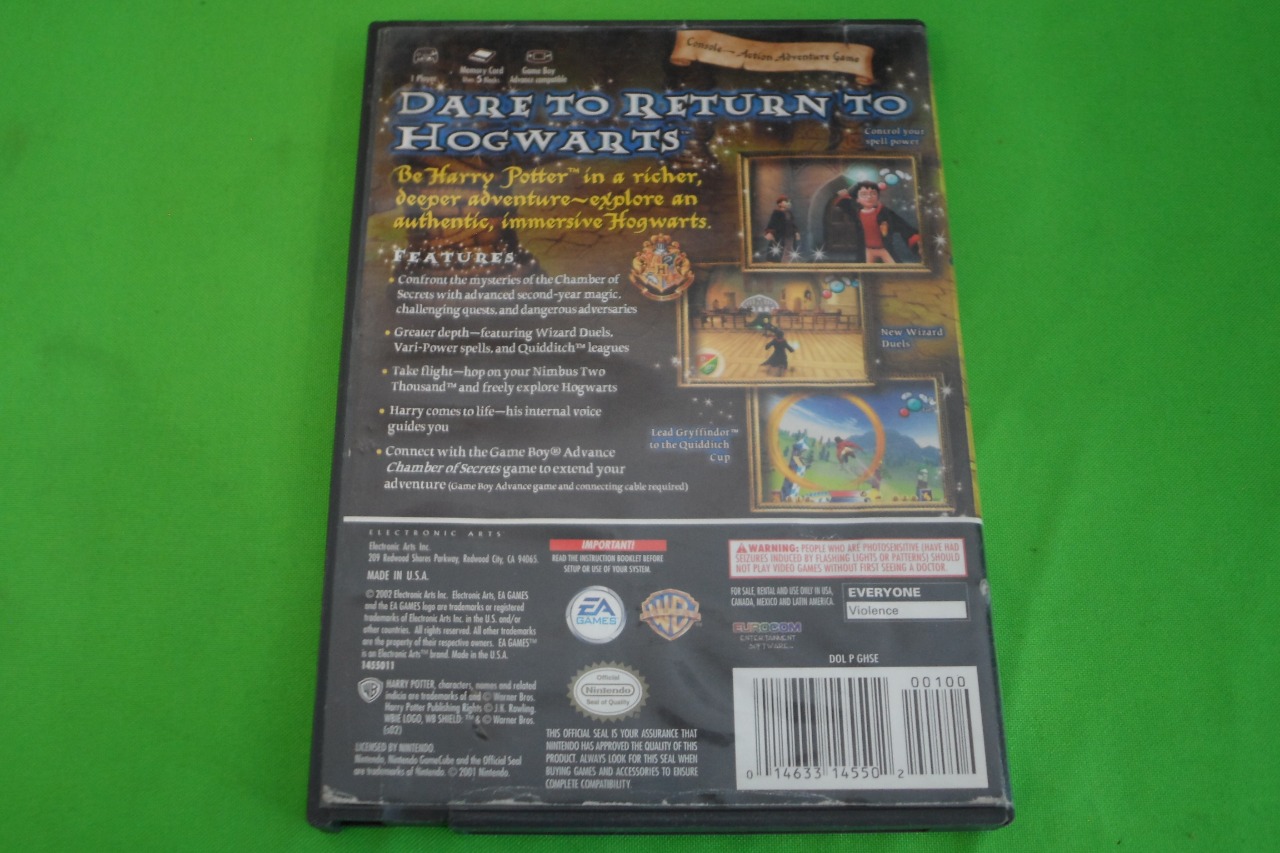 Console—Action Adventure Game
1 Player
Memory Card
Uses 5 Blocks
Game Boy
Advance compatible
DARE TO RETURN TO
HOGWARTS™
Control your
spell power
Be Harry Potter™ in a richer,
deeper adventure~explore an
authentic, immersive Hogwarts.
FEATURES
• Confront the mysteries of the Chamber of
Secrets with advanced second-year magic,
challenging quests, and dangerous adversaries
• Greater depth—featuring Wizard Duels,
Vari-Power spells, and Quidditch™ leagues
• Take flight—hop on your Nimbus Two
Thousand™ and freely explore Hogwarts
• Harry comes to life—his internal voice
guides you
• Connect with the Game Boy® Advance
Chamber of Secrets game to extend your
adventure (Game Boy Advance game and connecting cable required)
New Wizard
Duels
Lead Gryffindor™
to the Quidditch
Cup
ELECTRONIC ARTS
Electronic Arts Inc.
209 Redwood Shores Parkway, Redwood City, CA 94065.
MADE IN U.S.A.
© 2002 Electronic Arts Inc. Electronic Arts, EA GAMES
and the EA GAMES logo are trademarks or registered
trademarks of Electronic Arts Inc. in the U.S. and/or
other countries. All rights reserved. All other trademarks
are the property of their respective owners. EA GAMES™
is an Electronic Arts™ brand. Made in the U.S.A.
1455011
HARRY POTTER, characters, names and related
indicia are trademarks of and © Warner Bros.
Harry Potter Publishing Rights © J.K. Rowling.
WBIE LOGO, WB SHIELD: ™ & © Warner Bros.
(s02)
LICENSED BY NINTENDO.
Nintendo, Nintendo GameCube and the Official Seal
are trademarks of Nintendo. © 2001 Nintendo.
IMPORTANT!
READ THE INSTRUCTION BOOKLET BEFORE
SETUP OR USE OF YOUR SYSTEM.
EA
GAMES™
WB
Official
Nintendo
Seal of Quality
THIS OFFICIAL SEAL IS YOUR ASSURANCE THAT
NINTENDO HAS APPROVED THE QUALITY OF THIS
PRODUCT. ALWAYS LOOK FOR THIS SEAL WHEN
BUYING GAMES AND ACCESSORIES TO ENSURE
COMPLETE COMPATIBILITY.
WARNING: PEOPLE WHO ARE PHOTOSENSITIVE (HAVE HAD
SEIZURES INDUCED BY FLASHING LIGHTS OR PATTERNS) SHOULD
NOT PLAY VIDEO GAMES WITHOUT FIRST SEEING A DOCTOR.
FOR SALE, RENTAL AND USE ONLY IN USA,
CANADA, MEXICO AND LATIN AMERICA.
EVERYONE
Violence
EUROCOM
ENTERTAINMENT
SOFTWARE
DOL P GHSE
00100
0 14633 14550 2